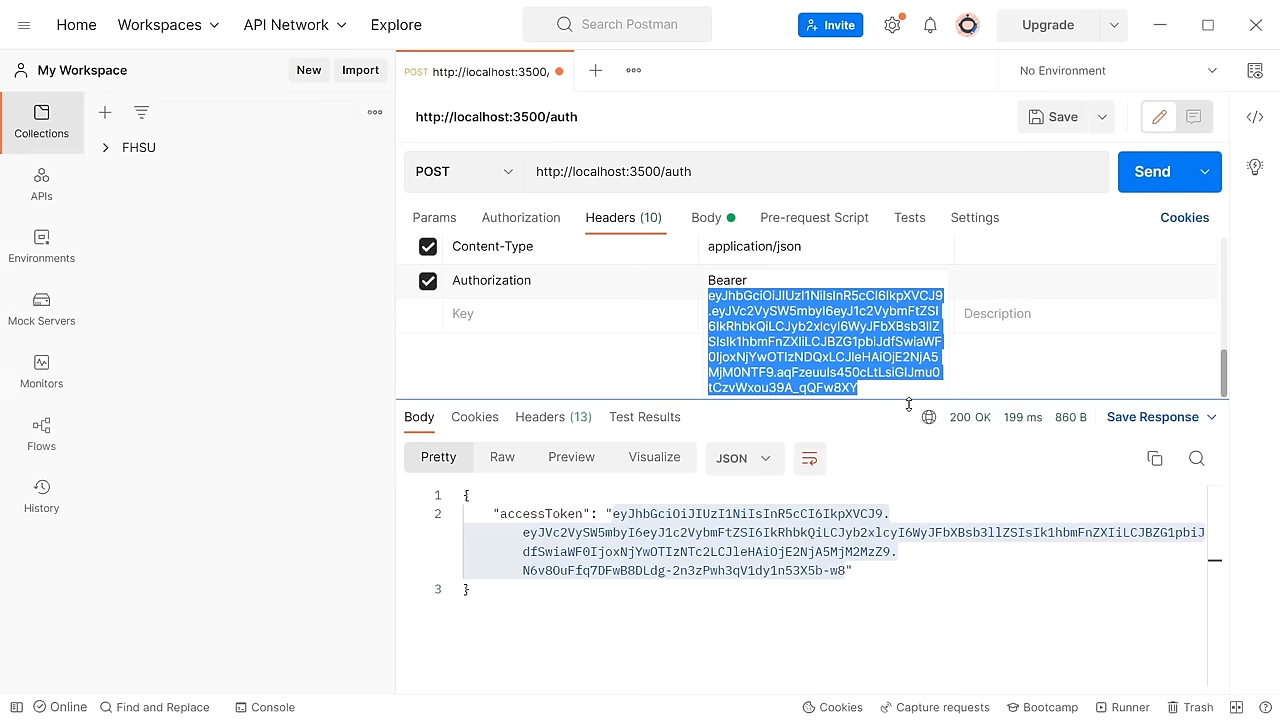 Home
Workspaces
API Network
Explore
Search Postman
Invite
Upgrade
My Workspace
New
Import
POST http://localhost:3500/
No Environment
Collections
FHSU
http://localhost:3500/auth
Save
APIs
POST
http://localhost:3500/auth
Send
Params
Authorization
Headers (10)
Body
Pre-request Script
Tests
Settings
Cookies
Environments
Content-Type
application/json
Authorization
Bearer
eyJhbGciOiJIUzI1NiIsInR5cCI6IkpXVCJ9
.eyJVc2VySW5mbyI6eyJ1c2VybmFtZSI
6IkRhbkQiLCJyb2xlcyI6WyJFbXBsb3llZ
SIsIk1hbmFnZXIiLCJBZG1pbiJdfSwiaWF
0IjoxNjYwOTIzNDQxLCJleHAiOjE2NjA5
MjM0NTF9.aqFzeuuls450cLtLsiGIJmu0
tCzvWxou39A_qQFw8XY
Key
Description
Mock Servers
Monitors
Flows
History
Body
Cookies
Headers (13)
Test Results
200 OK
199 ms
860 B
Save Response
Pretty
Raw
Preview
Visualize
JSON
1
{
2
"accessToken": "eyJhbGciOiJIUzI1NiIsInR5cCI6IkpXVCJ9.
eyJVc2VySW5mbyI6eyJ1c2VybmFtZSI6IkRhbkQiLCJyb2xlcyI6WyJFbXBsb3llZSIsIk1hbmFnZXIiLCJBZG1pbiJ
dfSwiaWF0IjoxNjYwOTIzNTc2LCJleHAiOjE2NjA5MjM2MzZ9.
N6v8OuFfq7DFwB8DLdg-2n3zPwh3qV1dy1n53X5b-w8"
3
}
Online
Find and Replace
Console
Cookies
Capture requests
Bootcamp
Runner
Trash